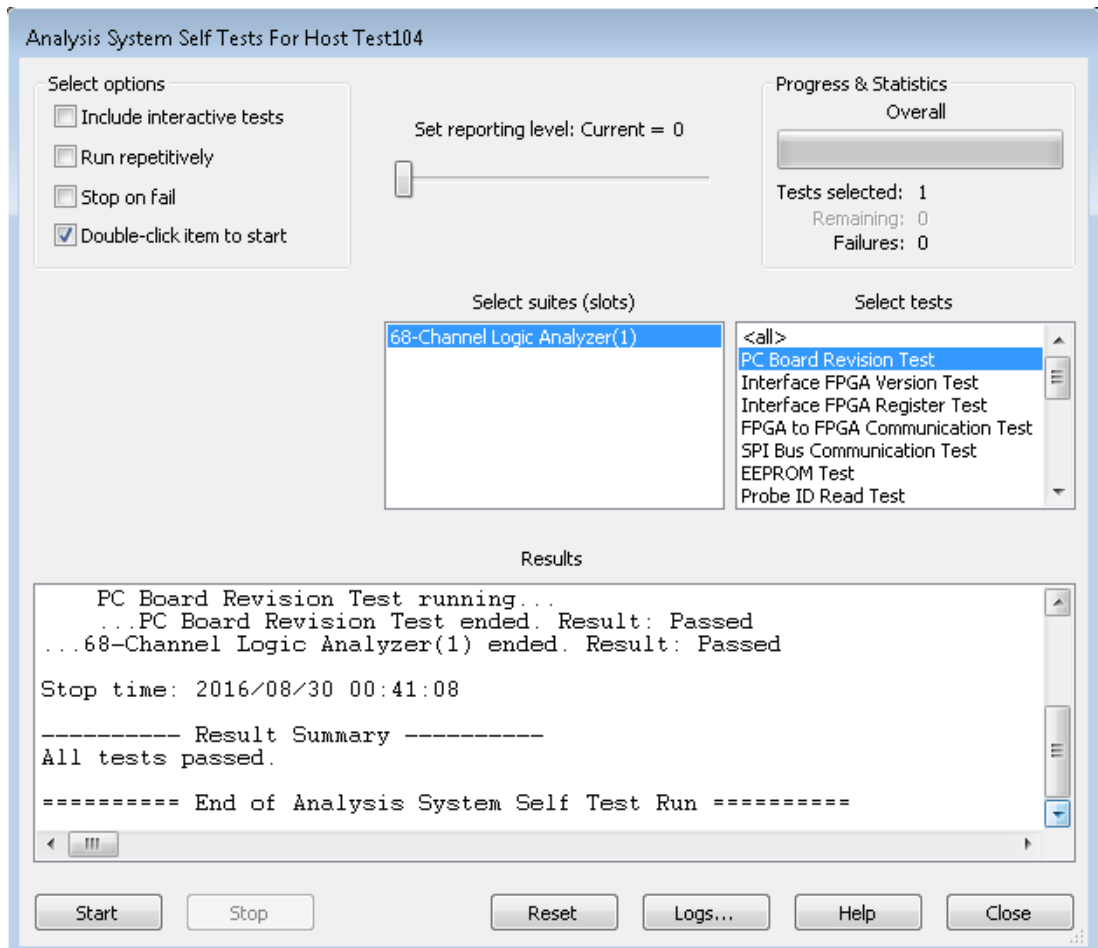 Analysis System Self Tests For Host Test104
Select options
Include interactive tests
Run repetitively
Stop on fail
Double-click item to start
Set reporting level: Current = 0
Progress & Statistics
Overall
Tests selected: 1
Remaining: 0
Failures: 0
Select suites (slots)
68-Channel Logic Analyzer(1)
Select tests
<all>
PC Board Revision Test
Interface FPGA Version Test
Interface FPGA Register Test
FPGA to FPGA Communication Test
SPI Bus Communication Test
EEPROM Test
Probe ID Read Test
Results
PC Board Revision Test running...
...PC Board Revision Test ended. Result: Passed
...68-Channel Logic Analyzer(1) ended. Result: Passed
Stop time: 2016/08/30 00:41:08
---------- Result Summary ----------
All tests passed.
========== End of Analysis System Self Test Run ==========
Start
Stop
Reset
Logs...
Help
Close